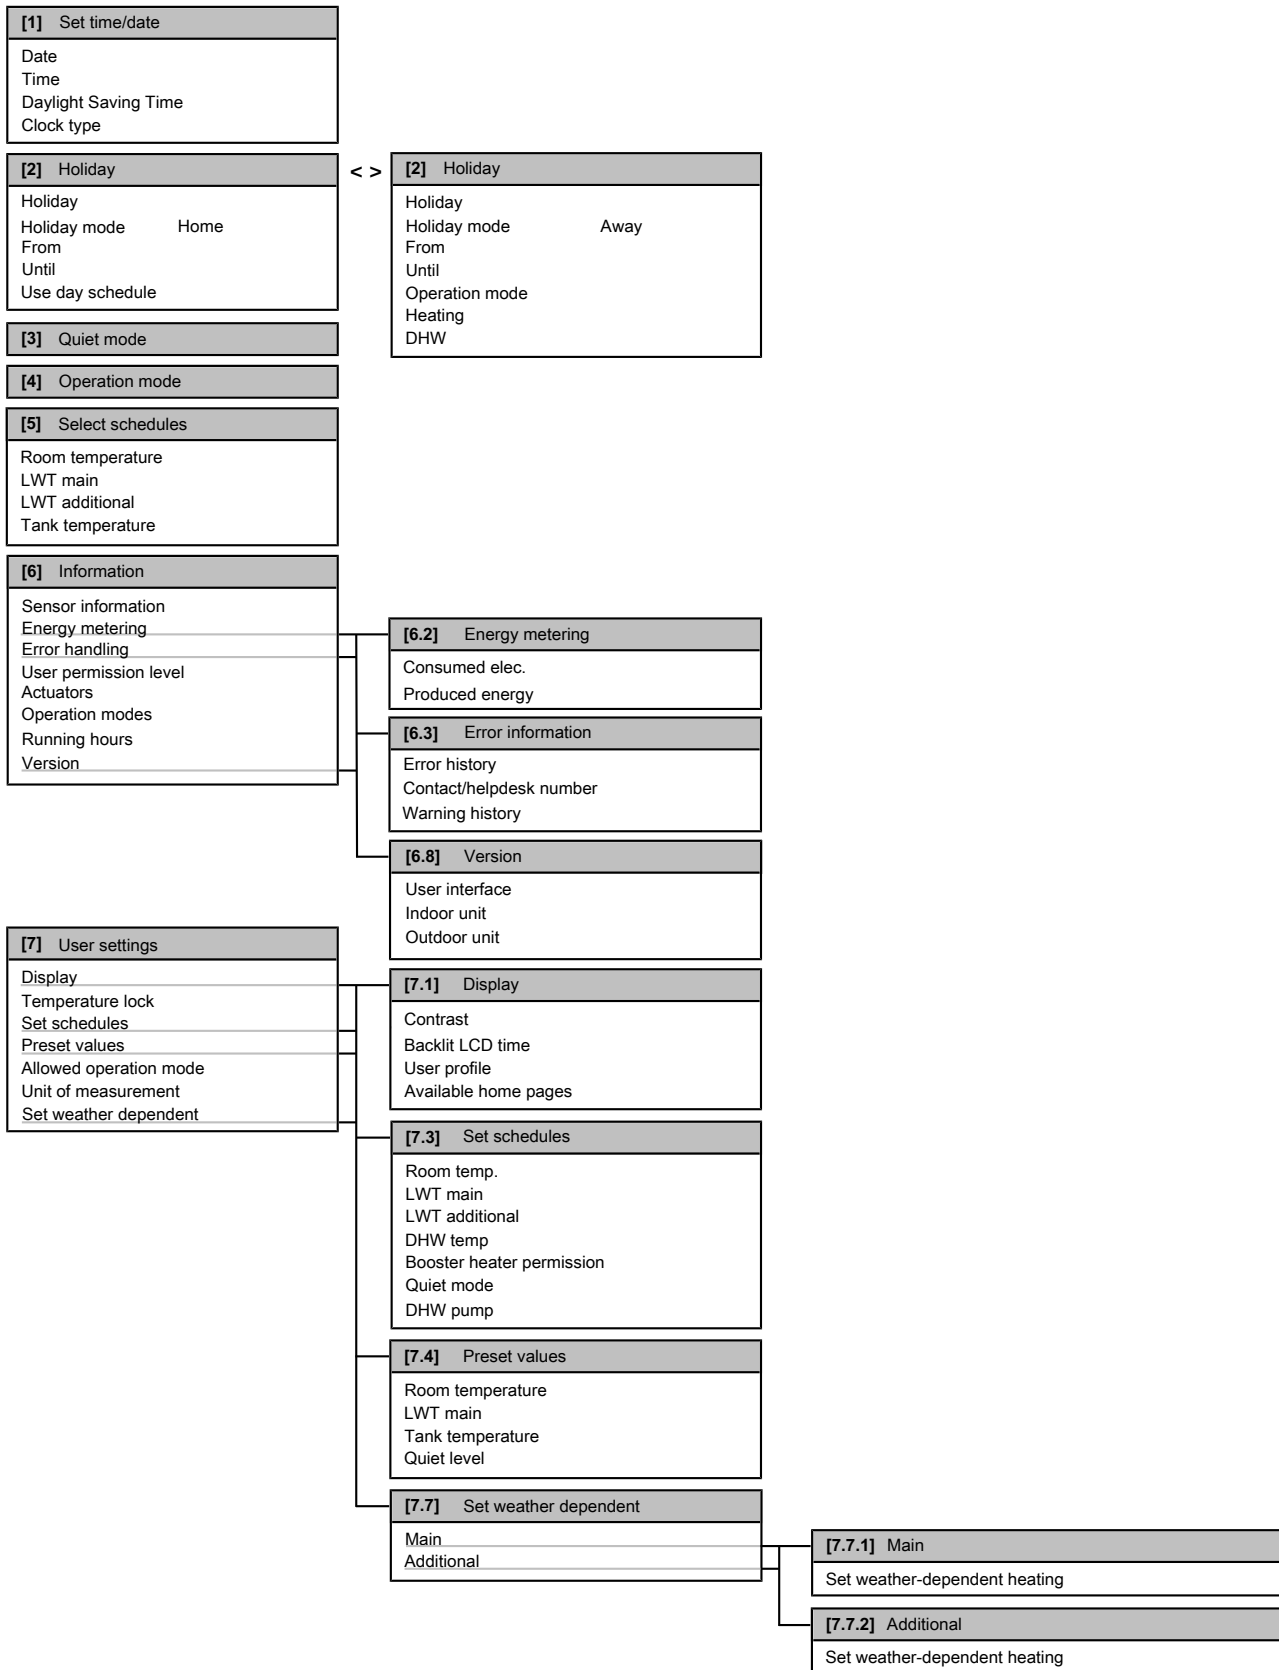 [1] Set time/date
Date
Time
Daylight Saving Time
Clock type
[2] Holiday
Holiday
Holiday mode Home
From
Until
Use day schedule
< >
[2] Holiday
Holiday
Holiday mode Away
From
Until
Operation mode
Heating
DHW
[3] Quiet mode
[4] Operation mode
[5] Select schedules
Room temperature
LWT main
LWT additional
Tank temperature
[6] Information
Sensor information
Energy metering
Error handling
User permission level
Actuators
Operation modes
Running hours
Version
[6.2] Energy metering
Consumed elec.
Produced energy
[6.3] Error information
Error history
Contact/helpdesk number
Warning history
[6.8] Version
User interface
Indoor unit
Outdoor unit
[7] User settings
Display
Temperature lock
Set schedules
Preset values
Allowed operation mode
Unit of measurement
Set weather dependent
[7.1] Display
Contrast
Backlit LCD time
User profile
Available home pages
[7.3] Set schedules
Room temp.
LWT main
LWT additional
DHW temp
Booster heater permission
Quiet mode
DHW pump
[7.4] Preset values
Room temperature
LWT main
Tank temperature
Quiet level
[7.7] Set weather dependent
Main
Additional
[7.7.1] Main
Set weather-dependent heating
[7.7.2] Additional
Set weather-dependent heating